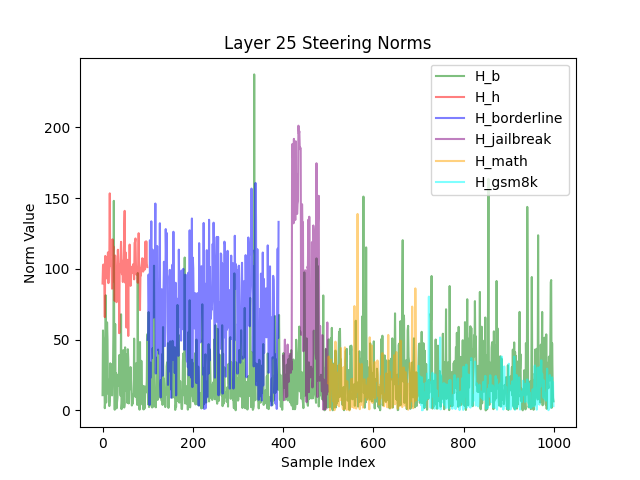 Layer 25 Steering Norms
H_b
H_h
H_borderline
H_jailbreak
H_math
H_gsm8k
Norm Value
200
150
100
50
0
0
200
400
600
800
1000
Sample Index